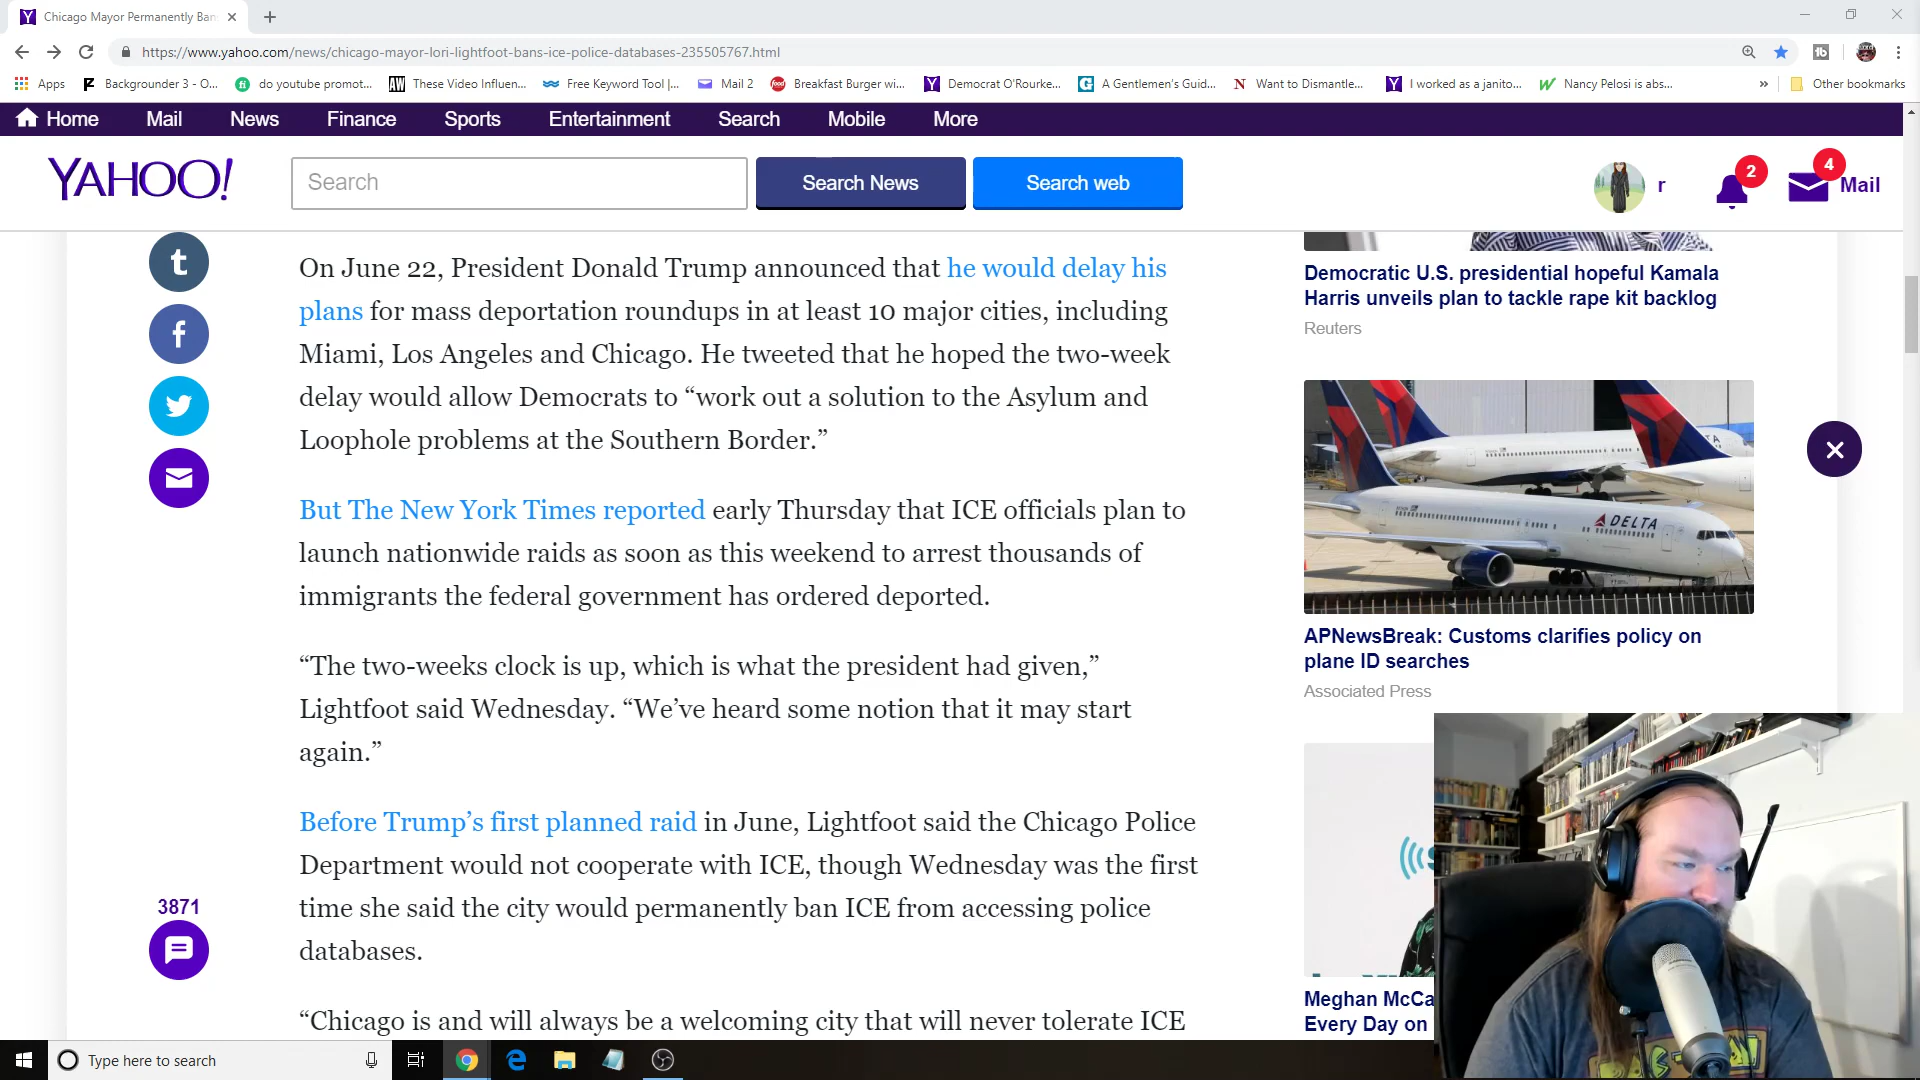 Chicago Mayor Permanently Ban
https://www.yahoo.com/news/chicago-mayor-lori-lightfoot-bans-ice-police-databases-235505767.html
Apps Backgrounder 3 - O... do youtube promot... These Video Influen... Free Keyword Tool |... Mail 2 Breakfast Burger wi... Democrat O'Rourke... A Gentlemen's Guid... Want to Dismantle... I worked as a janito... Nancy Pelosi is abs... » Other bookmarks
Home Mail News Finance Sports Entertainment Search Mobile More
YAHOO! Search Search News Search web r 2 4 Mail
On June 22, President Donald Trump announced that he would delay his
plans for mass deportation roundups in at least 10 major cities, including
Miami, Los Angeles and Chicago. He tweeted that he hoped the two-week
delay would allow Democrats to “work out a solution to the Asylum and
Loophole problems at the Southern Border.”
But The New York Times reported early Thursday that ICE officials plan to
launch nationwide raids as soon as this weekend to arrest thousands of
immigrants the federal government has ordered deported.
“The two-weeks clock is up, which is what the president had given,”
Lightfoot said Wednesday. “We’ve heard some notion that it may start
again.”
Before Trump’s first planned raid in June, Lightfoot said the Chicago Police
Department would not cooperate with ICE, though Wednesday was the first
time she said the city would permanently ban ICE from accessing police
databases.
“Chicago is and will always be a welcoming city that will never tolerate ICE
3871
Democratic U.S. presidential hopeful Kamala
Harris unveils plan to tackle rape kit backlog
Reuters
DELTA
APNewsBreak: Customs clarifies policy on
plane ID searches
Associated Press
Meghan McCa
Every Day on
Type here to search